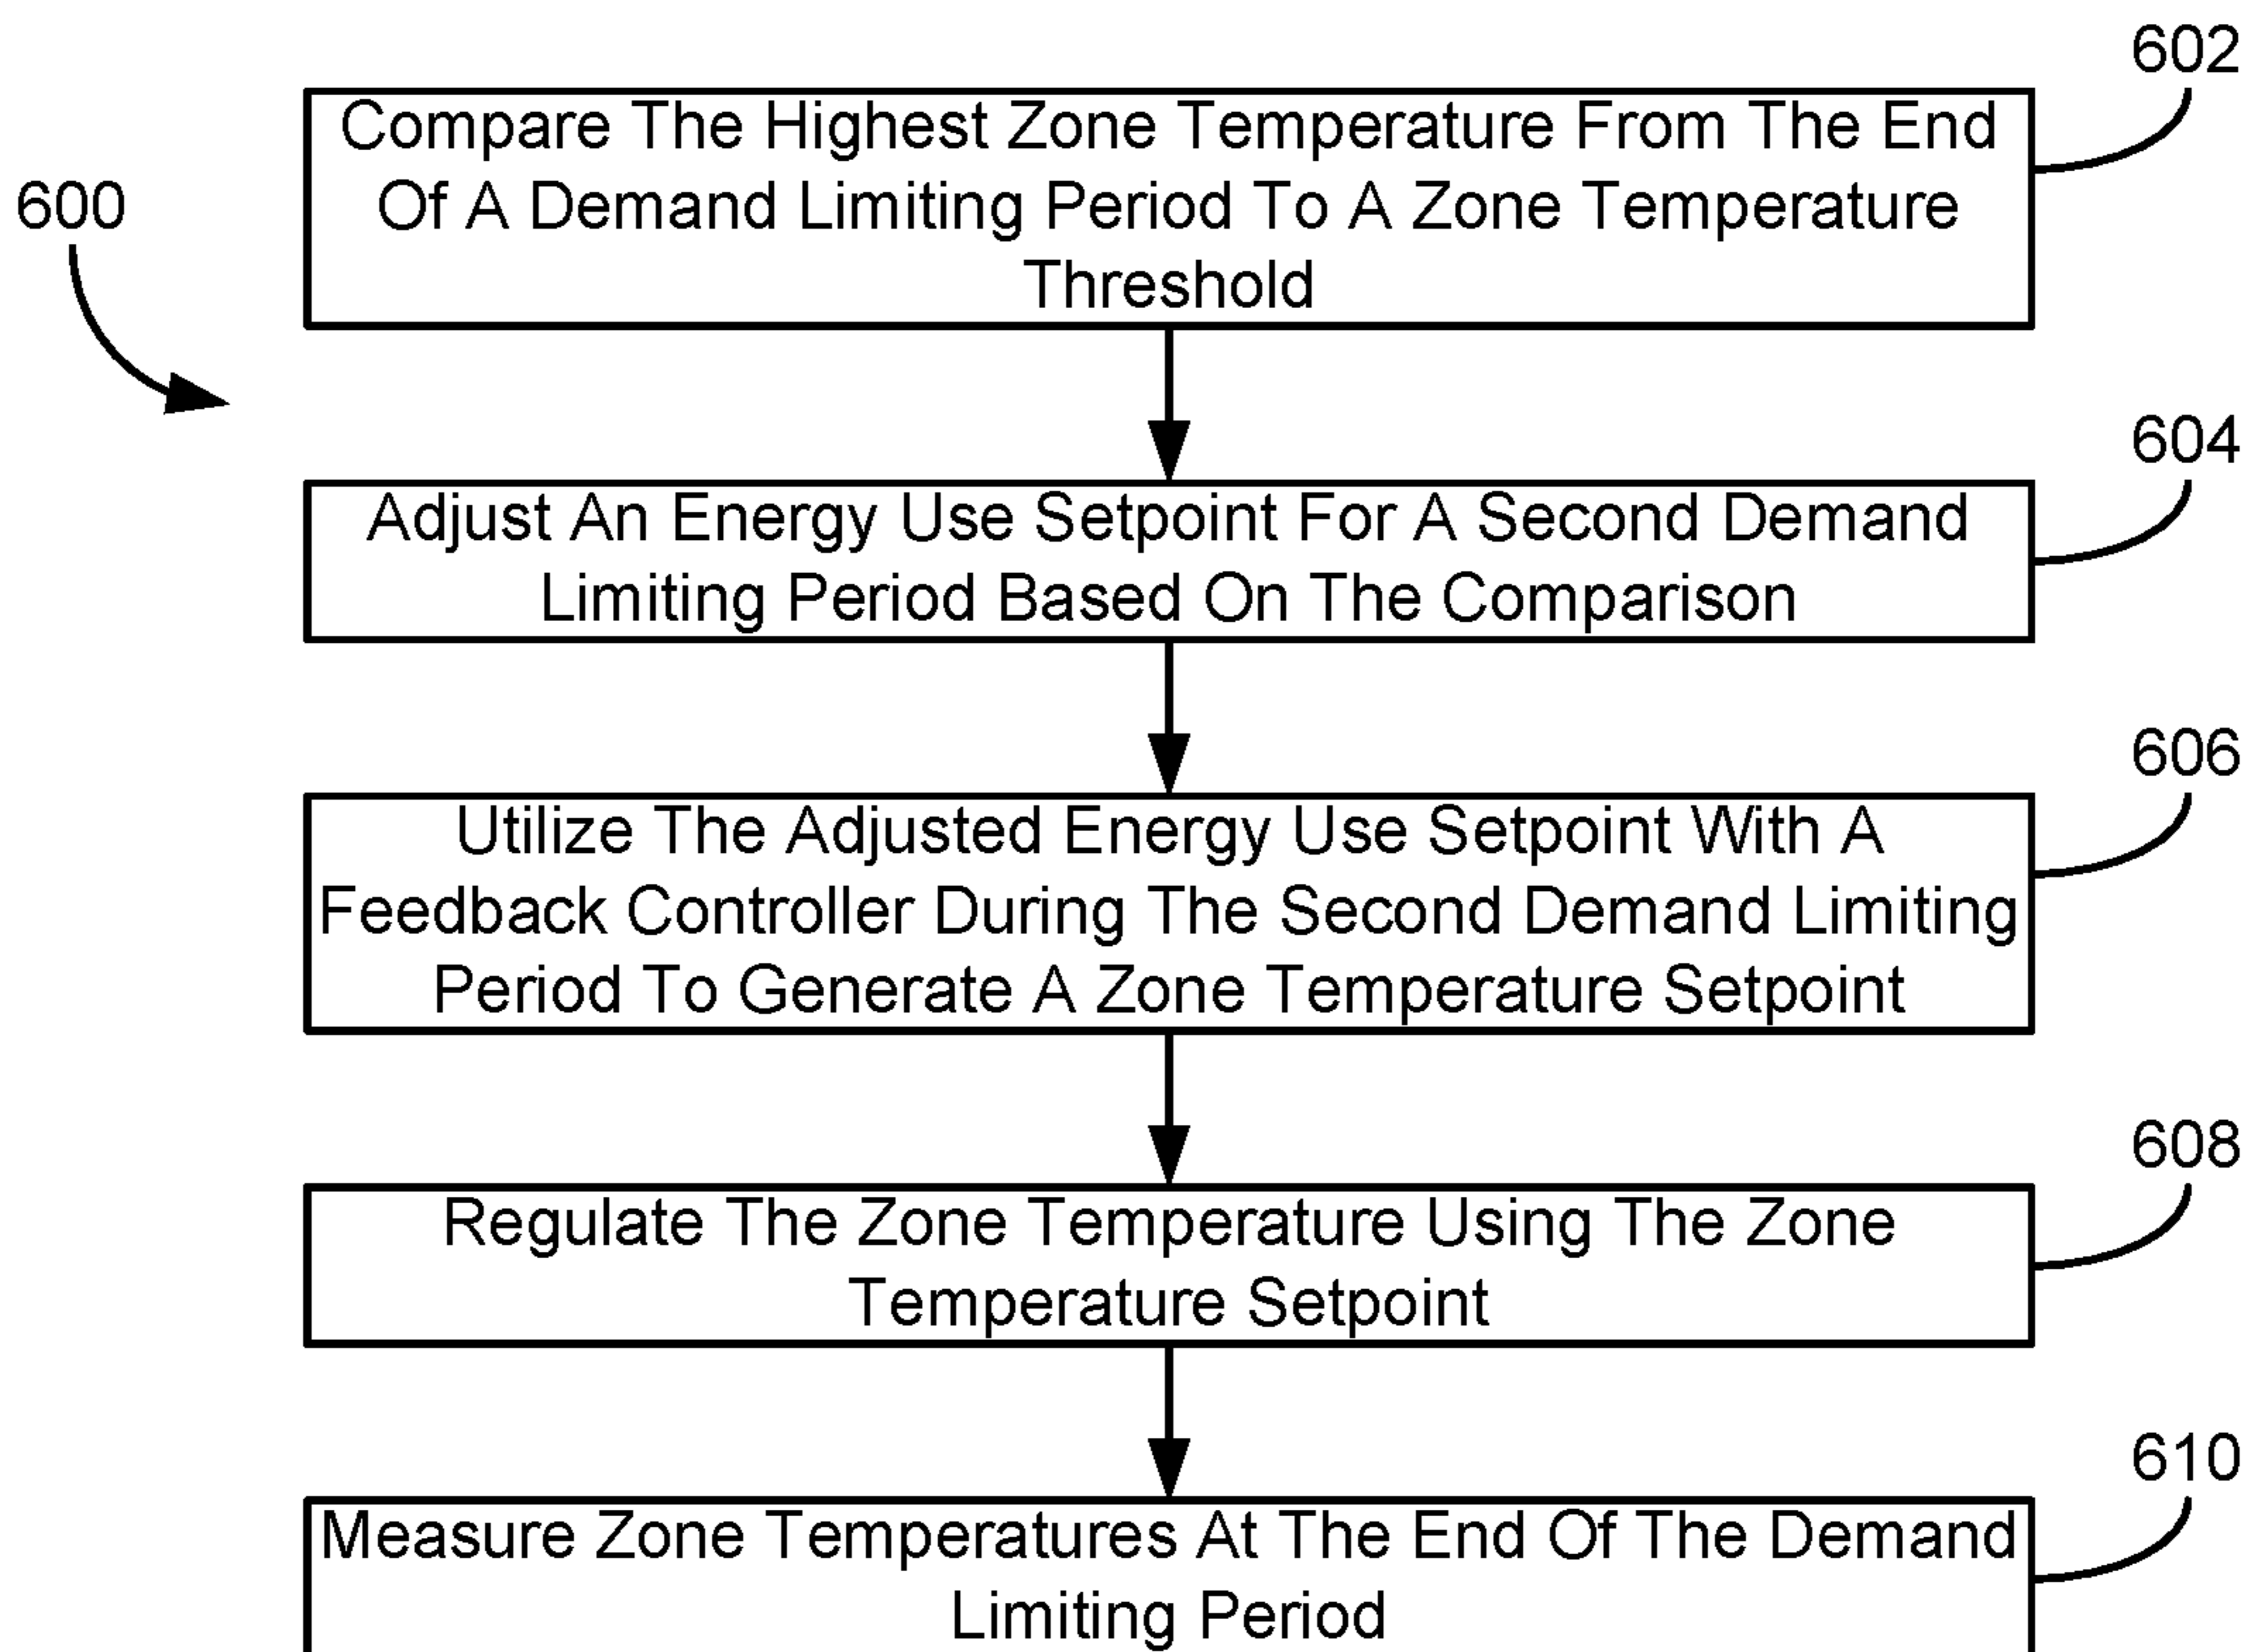 602
Compare The Highest Zone Temperature From The End
Of A Demand Limiting Period To A Zone Temperature
Threshold
600
604
Adjust An Energy Use Setpoint For A Second Demand
Limiting Period Based On The Comparison
606
Utilize The Adjusted Energy Use Setpoint With A
Feedback Controller During The Second Demand Limiting
Period To Generate A Zone Temperature Setpoint
608
Regulate The Zone Temperature Using The Zone
Temperature Setpoint
610
Measure Zone Temperatures At The End Of The Demand
Limiting Period